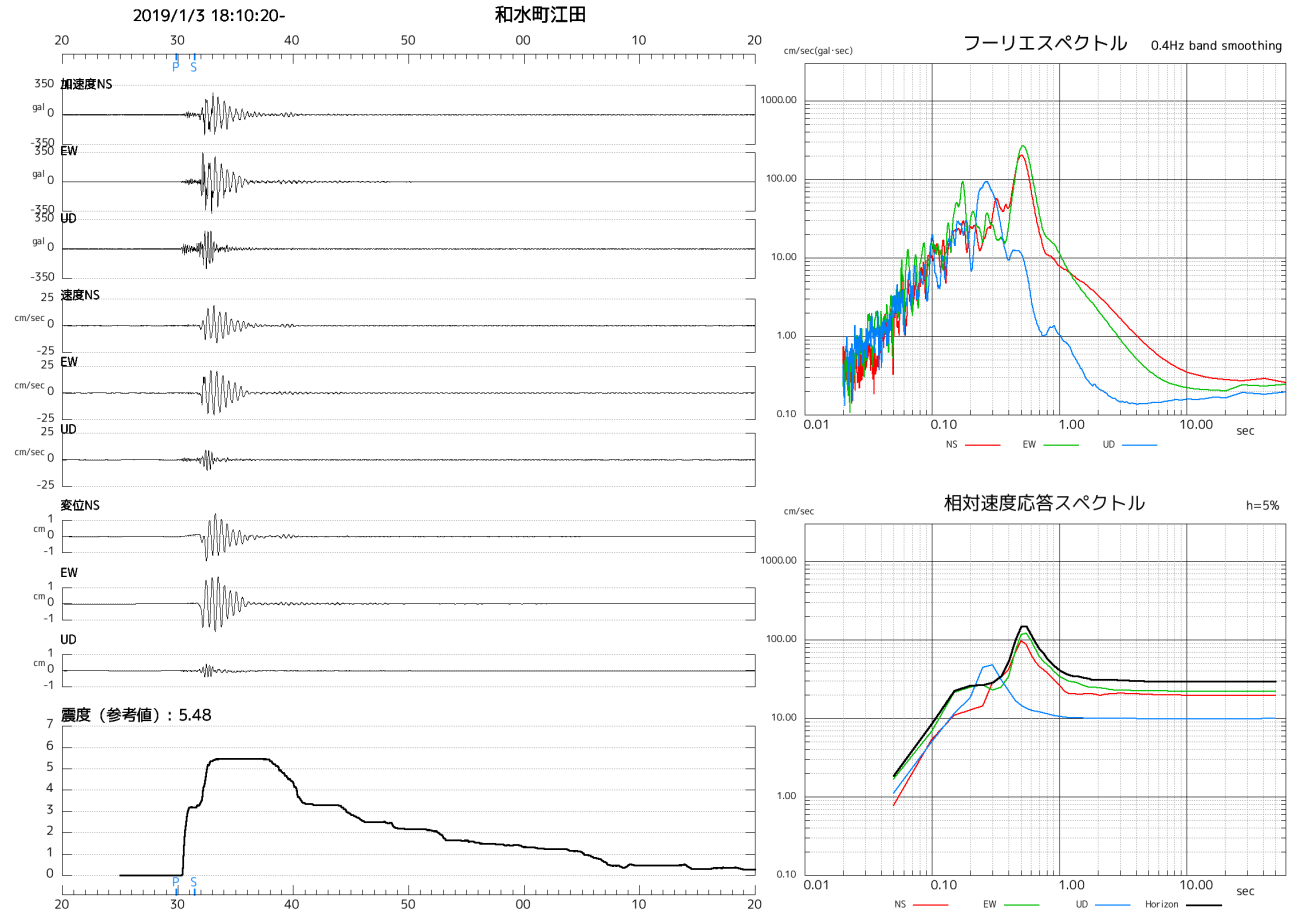 2019/1/3 18:10:20-
和水町江田
20 30 40 50 00 10 20
P S
350 加速度NS
gal 0
-350
350 EW
gal 0
-350
350 UD
gal 0
-350
25 速度NS
cm/sec 0
-25
25 EW
cm/sec 0
-25
25 UD
cm/sec 0
-25
変位NS
1
cm 0
-1
EW
1
cm 0
-1
UD
1
cm 0
-1
震度（参考値）: 5.48
7
6
5
4
3
2
1
0
P S
20 30 40 50 00 10 20
フーリエスペクトル 0.4Hz band smoothing
cm/sec(gal·sec)
1000.00
100.00
10.00
1.00
0.10
0.01 0.10 1.00 10.00 sec
NS EW UD
相対速度応答スペクトル h=5%
cm/sec
1000.00
100.00
10.00
1.00
0.10
0.01 0.10 1.00 10.00 sec
NS EW UD Horizon